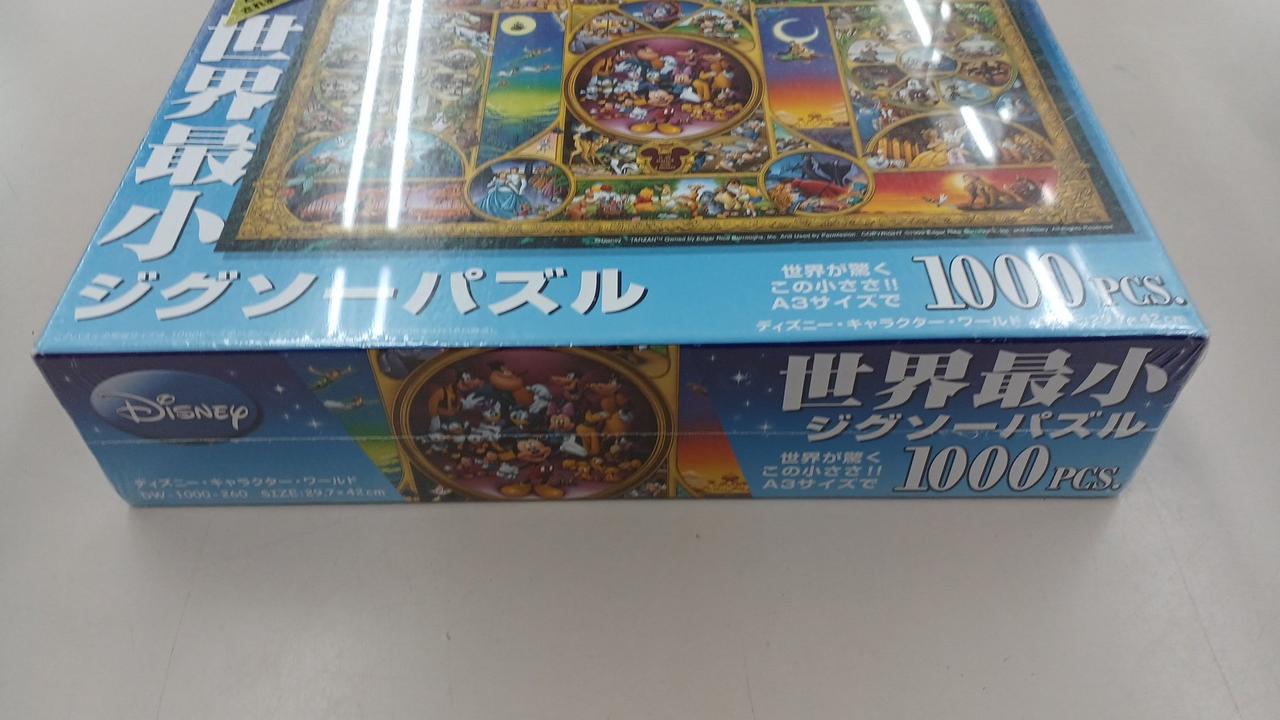 世界最小
ジグソーパズル
世界が驚く
この小ささ!!
A3サイズで
1000PCS.
ディズニー・キャラクター・ワールド
Disney
世界最小
ジグソーパズル
世界が驚く
この小ささ!!
A3サイズで
1000PCS.
ディズニー・キャラクター・ワールド
DW-1000-260 SIZE:29.7×42cm